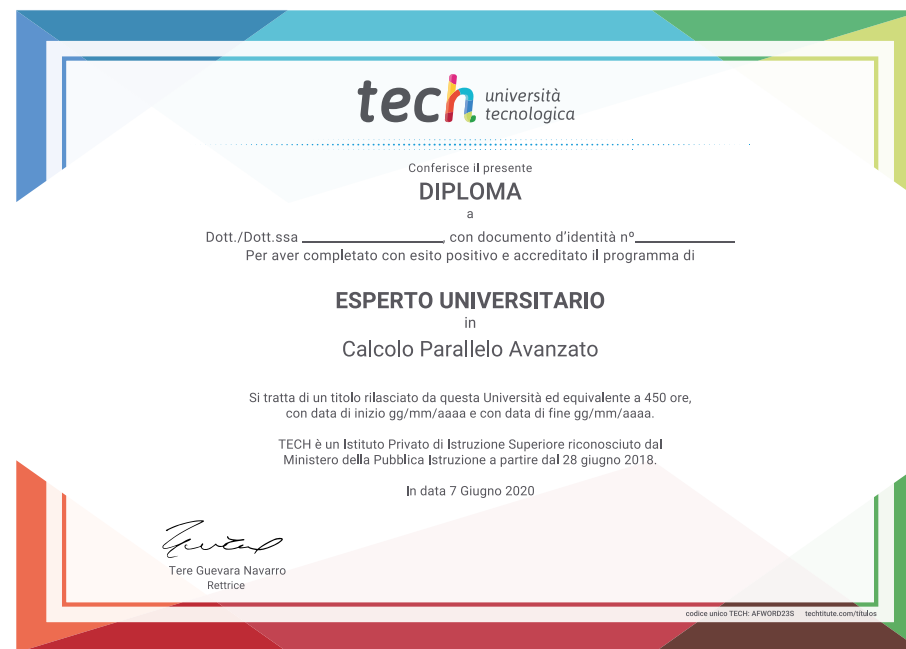 tech università
tecnologica
Conferisce il presente
DIPLOMA
a
Dott./Dott.ssa ____________________, con documento d'identità nº______________
Per aver completato con esito positivo e accreditato il programma di
ESPERTO UNIVERSITARIO
in
Calcolo Parallelo Avanzato
Si tratta di un titolo rilasciato da questa Università ed equivalente a 450 ore,
con data di inizio gg/mm/aaaa e con data di fine gg/mm/aaaa.
TECH è un Istituto Privato di Istruzione Superiore riconosciuto dal
Ministero della Pubblica Istruzione a partire dal 28 giugno 2018.
In data 7 Giugno 2020
Tere Guevara Navarro
Rettrice
codice unico TECH: AFWORD23S techtitute.com/titulos